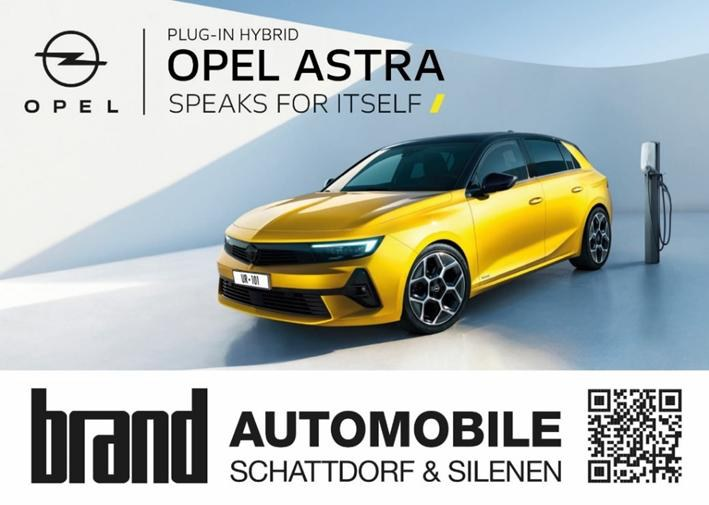 PLUG-IN HYBRID
OPEL ASTRA
SPEAKS FOR ITSELF
OPEL
UR•101
brand
AUTOMOBILE
SCHATTDORF & SILENEN